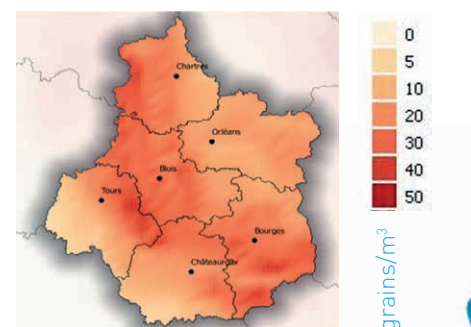 Chartres
Orléans
Blois
Tours
Bourges
Châteauroux
0
5
10
20
30
40
50
grains/m³